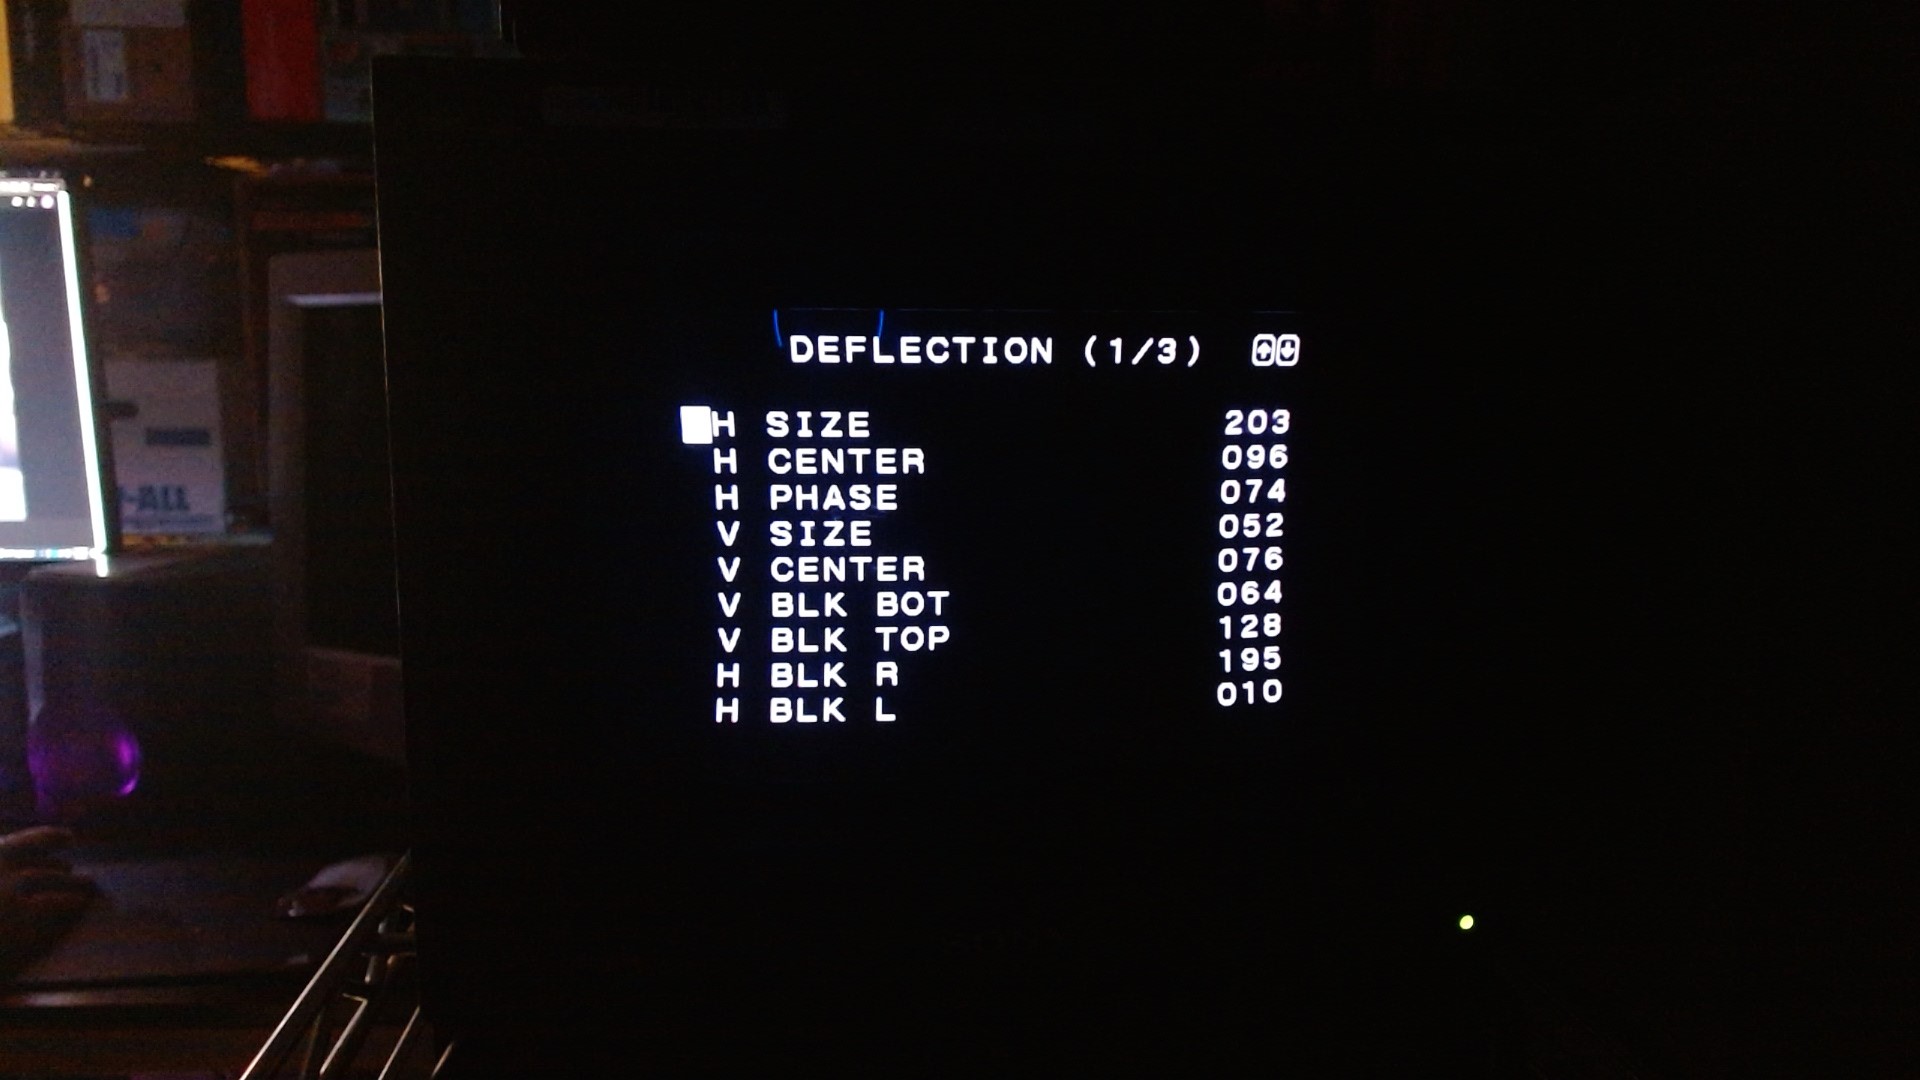 DEFLECTION (1/3)
H SIZE 203
H CENTER 096
H PHASE 074
V SIZE 052
V CENTER 076
V BLK BOT 064
V BLK TOP 128
H BLK R 195
H BLK L 010
-ALL